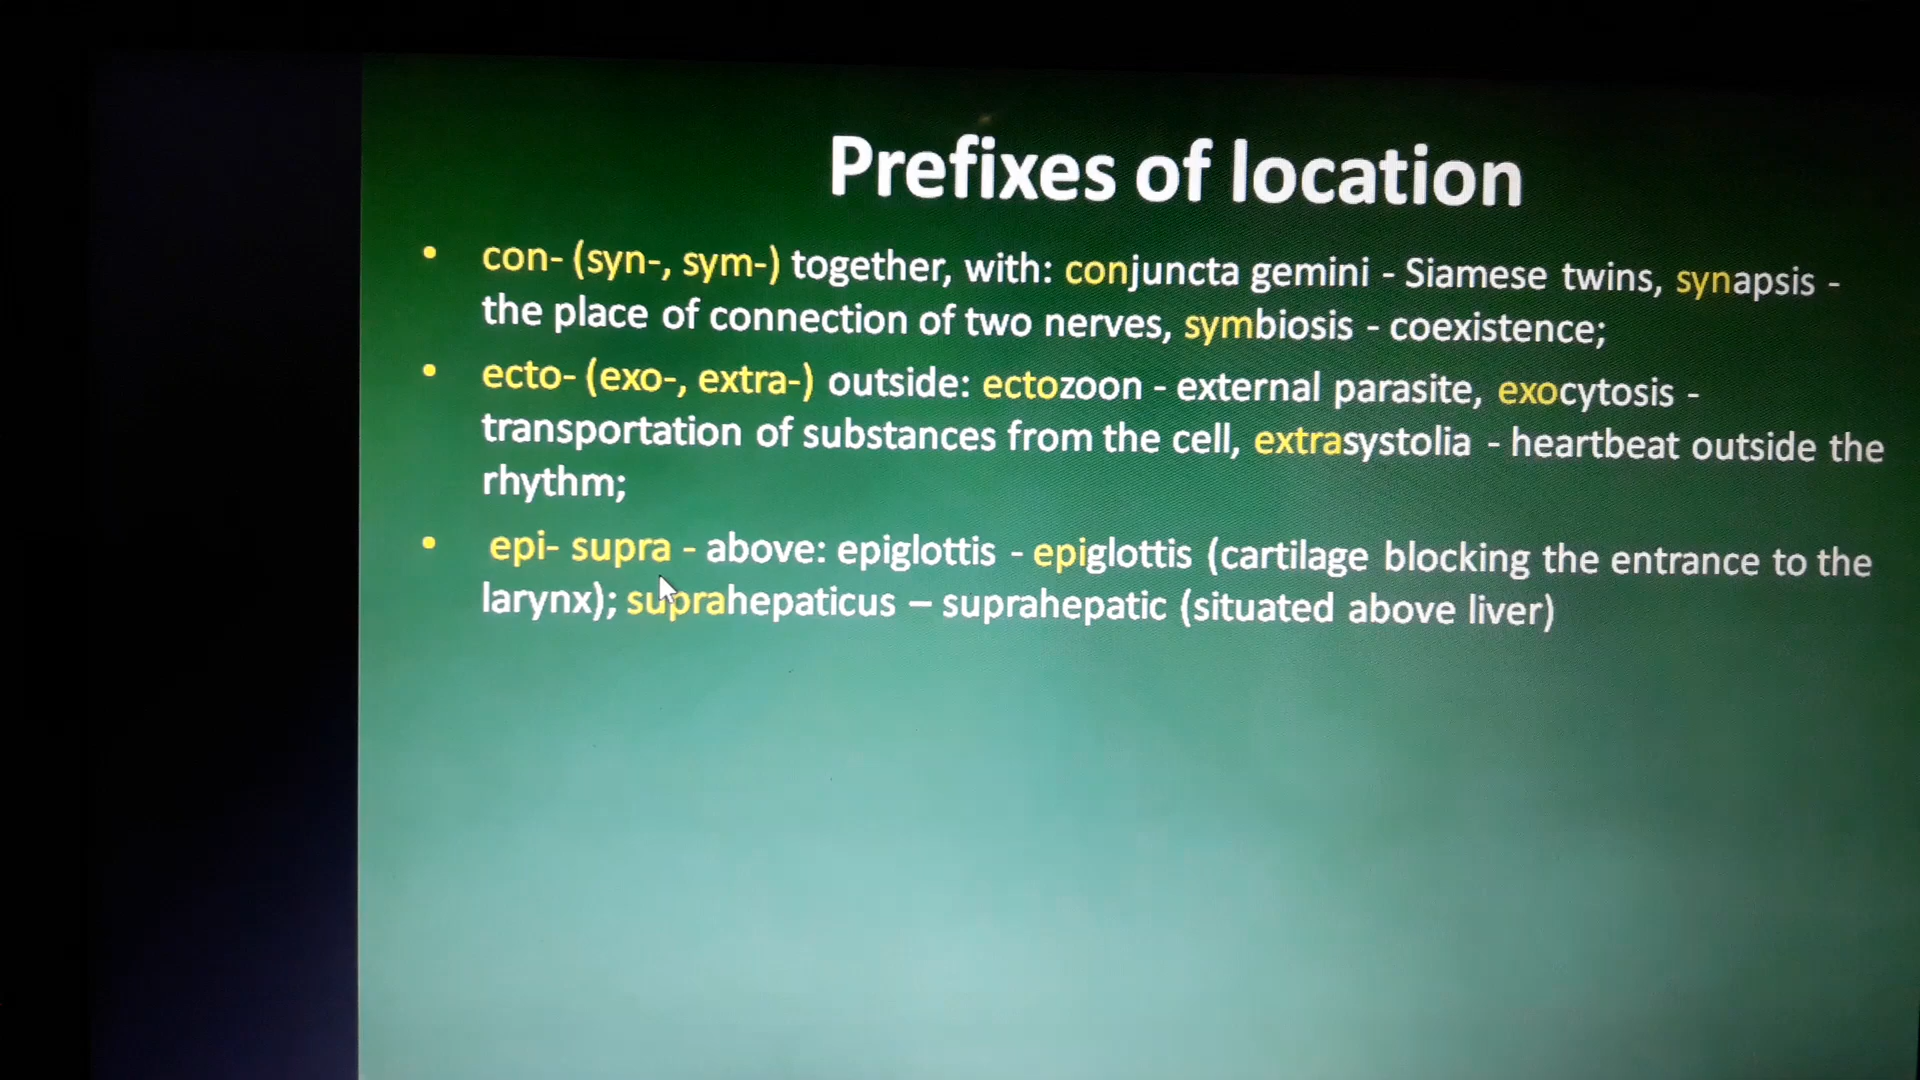 Prefixes of location
• con- (syn-, sym-) together, with: conjuncta gemini - Siamese twins, synapsis -
the place of connection of two nerves, symbiosis - coexistence;
• ecto- (exo-, extra-) outside: ectozoon - external parasite, exocytosis -
transportation of substances from the cell, extrasystolia - heartbeat outside the
rhythm;
• epi- supra - above: epiglottis - epiglottis (cartilage blocking the entrance to the
larynx); suprahepaticus – suprahepatic (situated above liver)